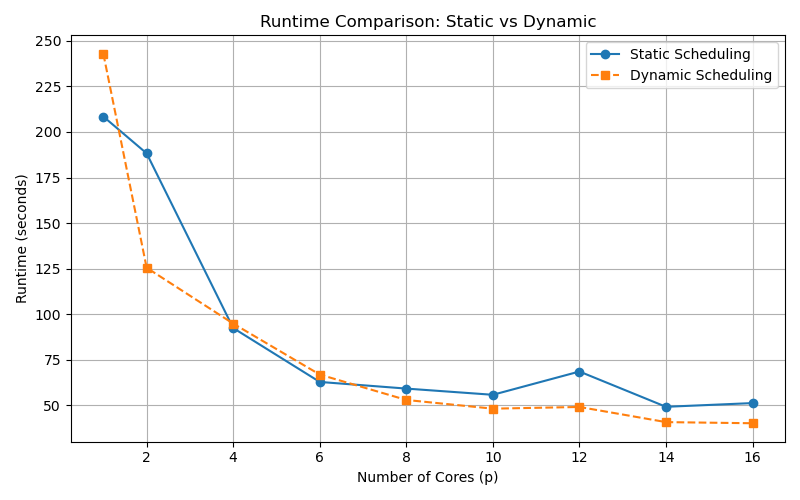 Runtime Comparison: Static vs Dynamic
Static Scheduling
Dynamic Scheduling
Runtime (seconds)
250
225
200
175
150
125
100
75
50
2 4 6 8 10 12 14 16
Number of Cores (p)